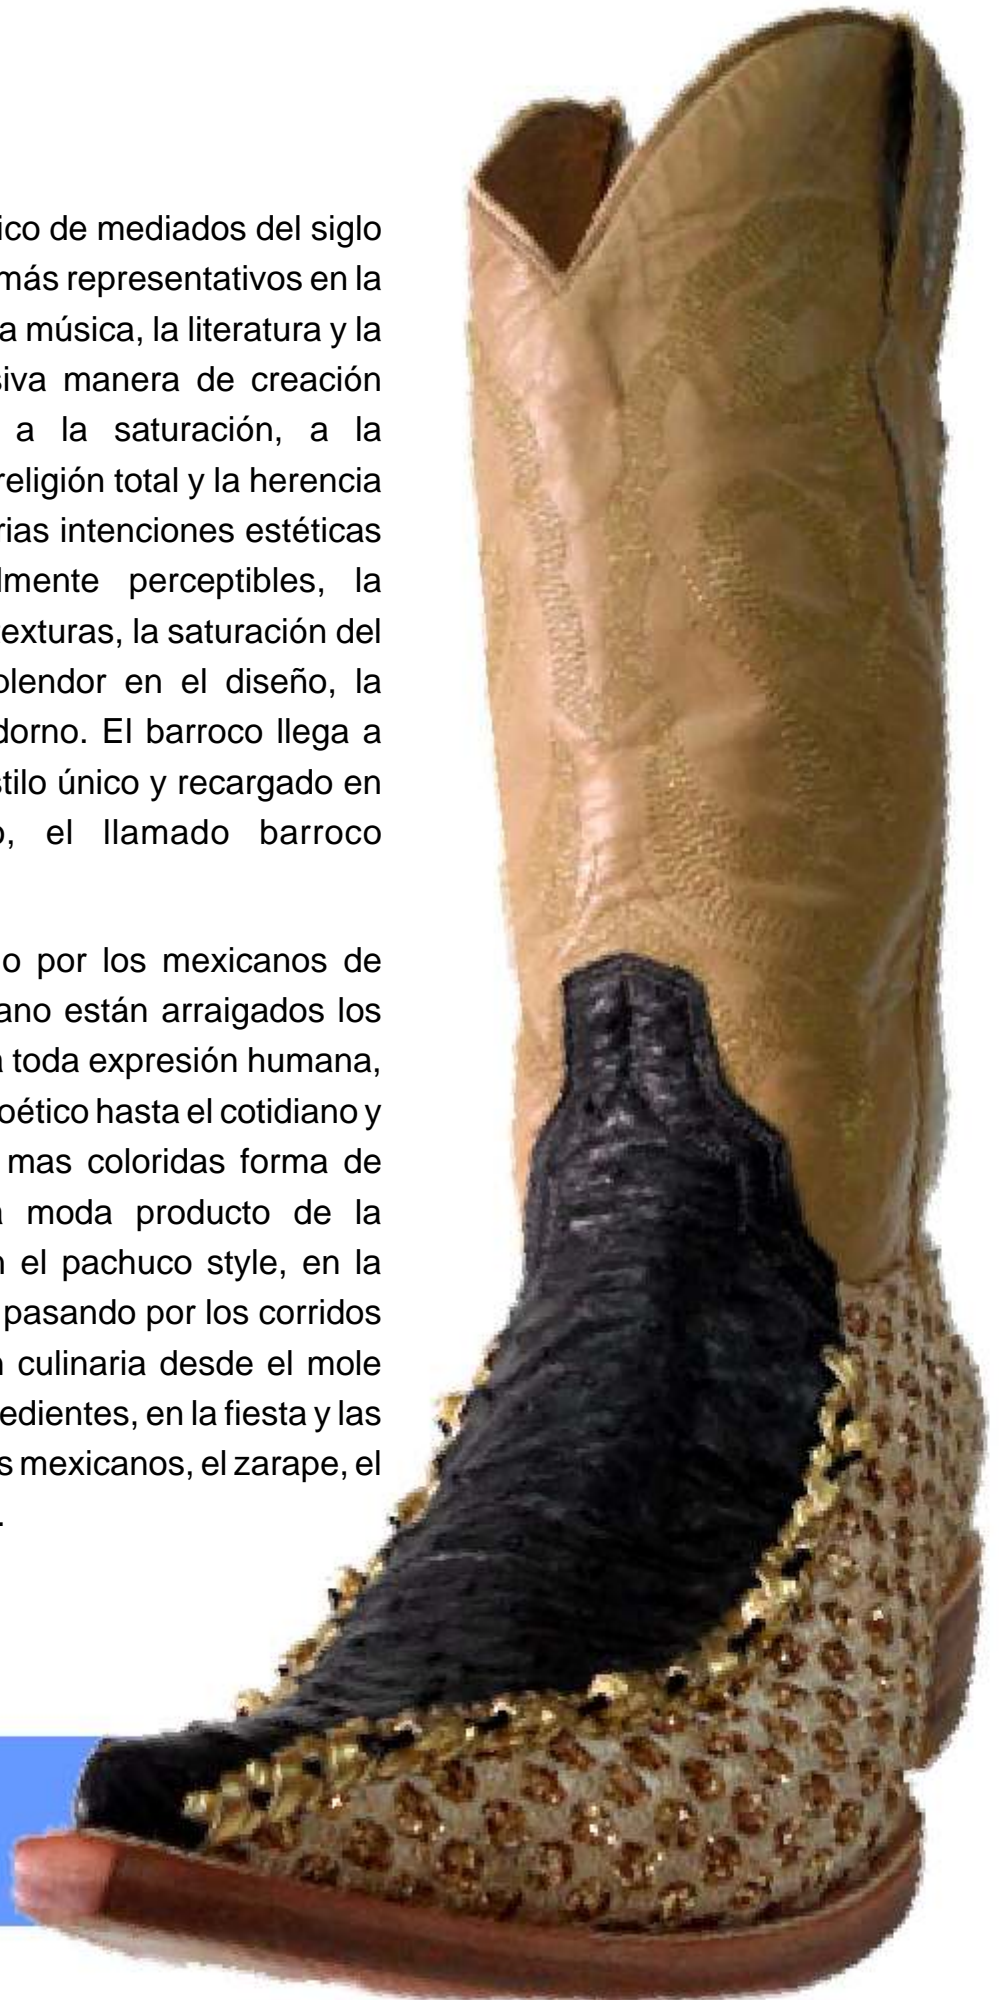 ico de mediados del siglo
más representativos en la
a música, la literatura y la
siva manera de creación
a la saturación, a la
religión total y la herencia
rias intenciones estéticas
lmente perceptibles, la
texturas, la saturación del
plendor en el diseño, la
dorno. El barroco llega a
stilo único y recargado en
o, el llamado barroco
o por los mexicanos de
ano están arraigados los
a toda expresión humana,
oético hasta el cotidiano y
mas coloridas forma de
a moda producto de la
n el pachuco style, en la
pasando por los corridos
n culinaria desde el mole
edientes, en la fiesta y las
s mexicanos, el zarape, el
.